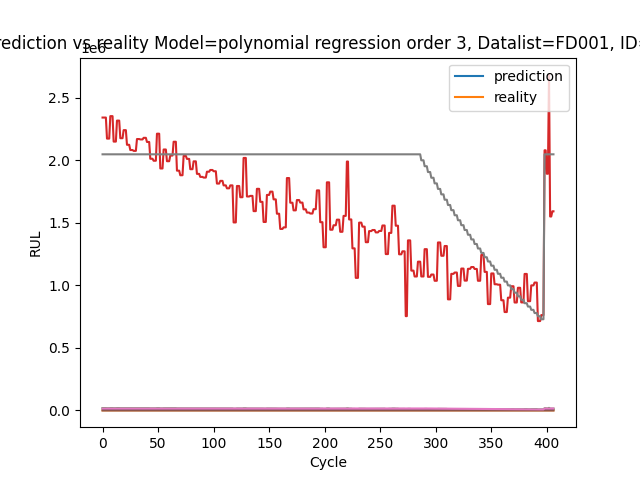 rediction vs reality Model=polynomial regression order 3, Datalist=FD001, ID=
1e6
prediction
reality
2.5
2.0
1.5
1.0
0.5
0.0
RUL
0 50 100 150 200 250 300 350 400
Cycle